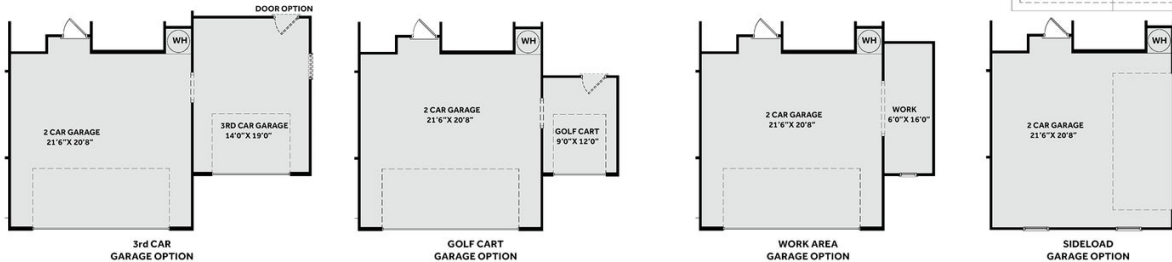 DOOR OPTION
WH
2 CAR GARAGE
21'6"X 20'8"
3RD CAR GARAGE
14'0"X 19'0"
3rd CAR
GARAGE OPTION
WH
2 CAR GARAGE
21'6"X 20'8"
GOLF CART
9'0"X 12'0"
GOLF CART
GARAGE OPTION
WH
2 CAR GARAGE
21'6"X 20'8"
WORK
6'0"X 16'0"
WORK AREA
GARAGE OPTION
WH
2 CAR GARAGE
21'6"X 20'8"
SIDELOAD
GARAGE OPTION